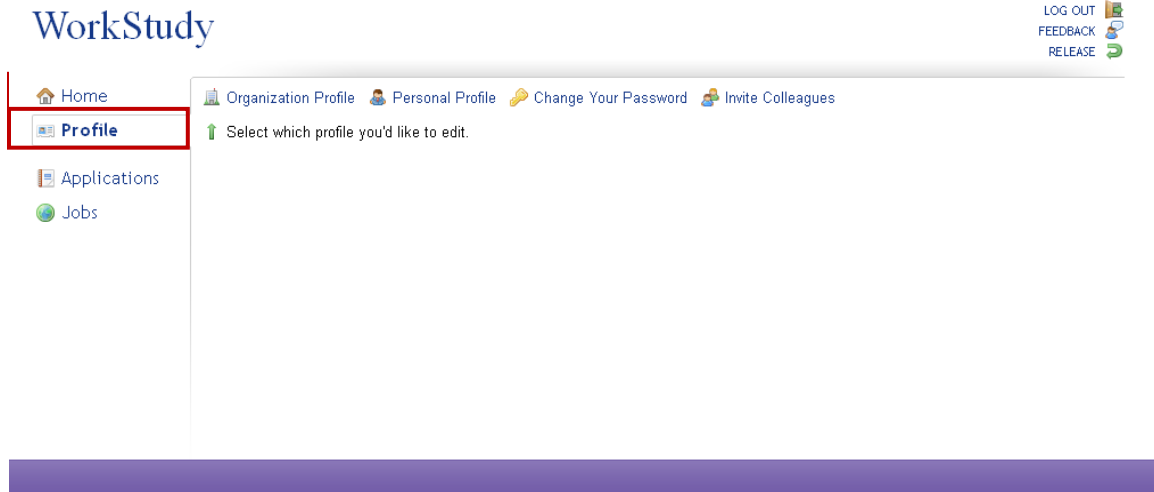 WorkStudy
LOG OUT
FEEDBACK
RELEASE
Home
Profile
Applications
Jobs
Organization Profile Personal Profile Change Your Password Invite Colleagues
Select which profile you'd like to edit.